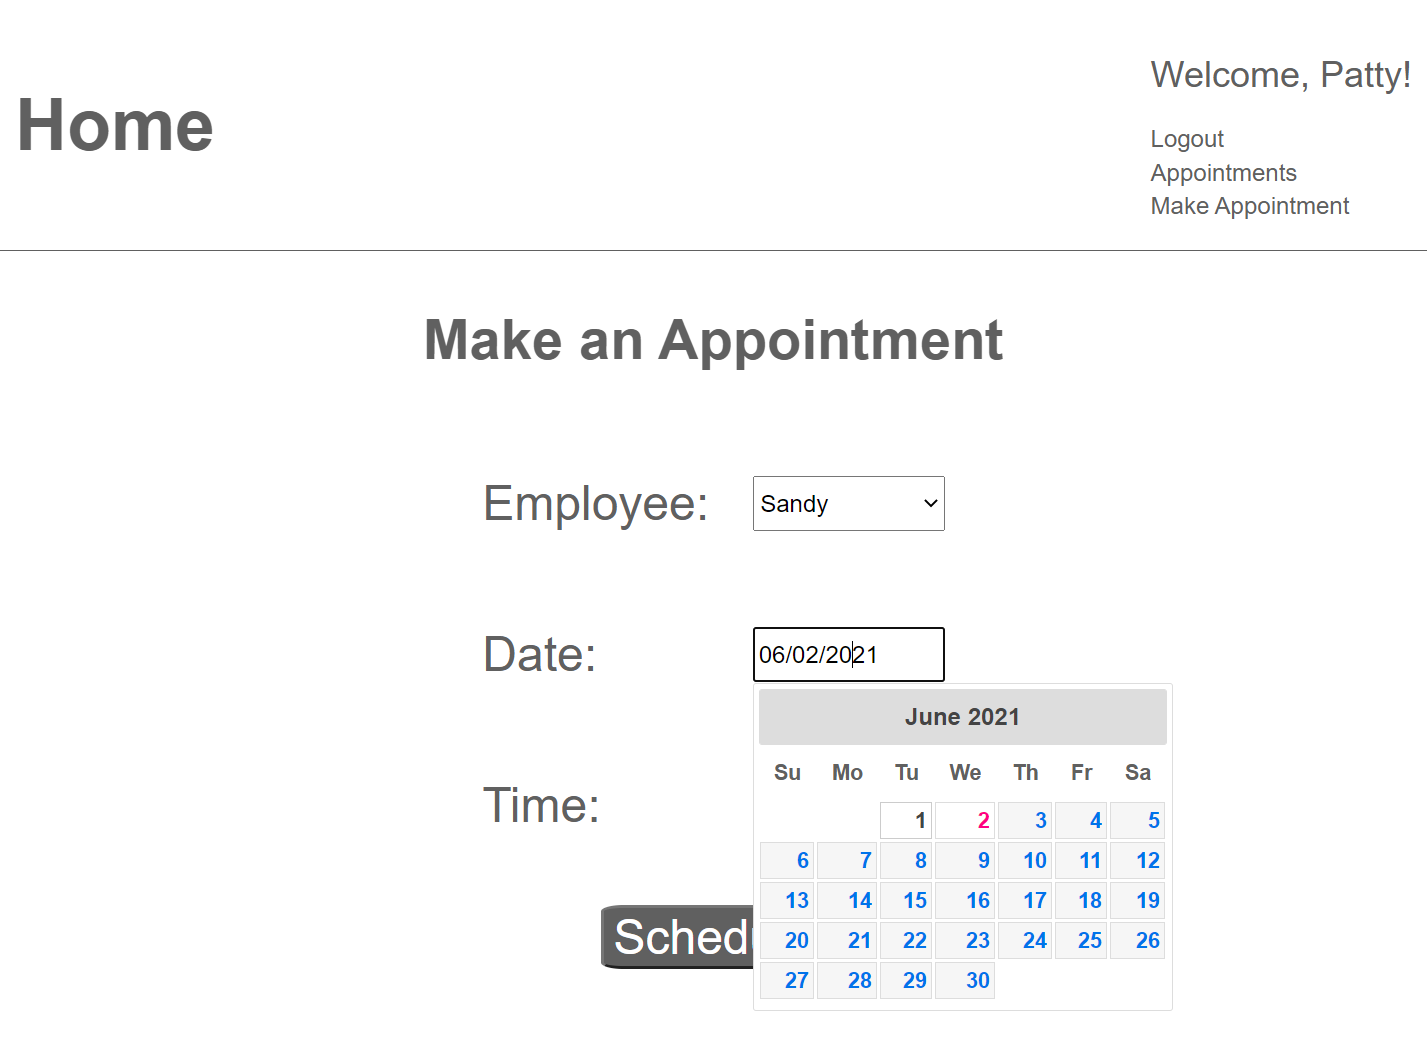 Home
Welcome, Patty!
Logout
Appointments
Make Appointment
Make an Appointment
Employee: Sandy
Date: 06/02/2021
June 2021
Su Mo Tu We Th Fr Sa
1 2 3 4 5
6 7 8 9 10 11 12
13 14 15 16 17 18 19
20 21 22 23 24 25 26
27 28 29 30
Time: